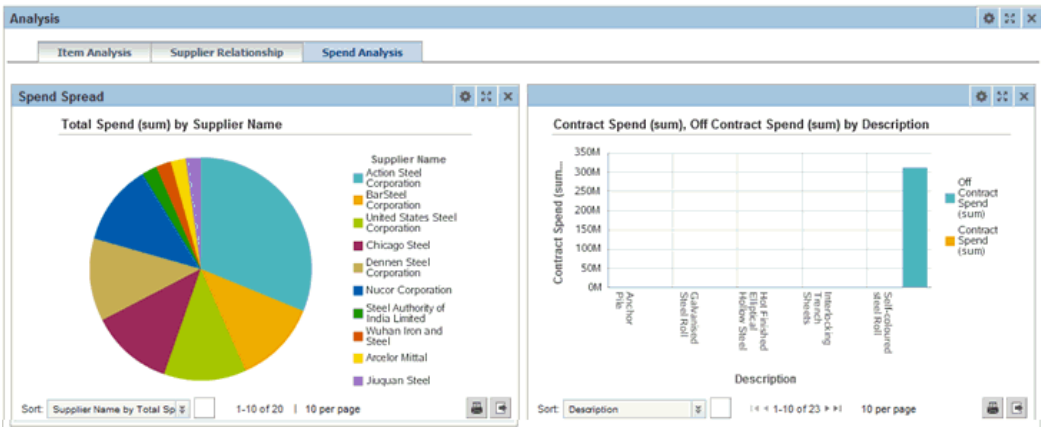 Analysis
Item Analysis
Supplier Relationship
Spend Analysis
Spend Spread
Total Spend (sum) by Supplier Name
Supplier Name
Action Steel
Corporation
BarSteel
Corporation
United States Steel
Corporation
Chicago Steel
Dennen Steel
Corporation
Nucor Corporation
Steel Authority of
India Limited
Wuhan Iron and
Steel
Arcelor Mittal
Jiuquan Steel
Sort: Supplier Name by Total Sp
1-10 of 20 | 10 per page
Contract Spend (sum), Off Contract Spend (sum) by Description
Contract Spend (sum...
350M
300M
250M
200M
150M
100M
50M
0M
Anchor
Pile
Galvanised
Steel Roll
Hot Finished
Elliptical
Hollow Steel
Interlocking
Trench
Sheets
Self-coloured
steel Roll
Description
Off
Contract
Spend
(sum)
Contract
Spend
(sum)
Sort: Description
1-10 of 23
10 per page